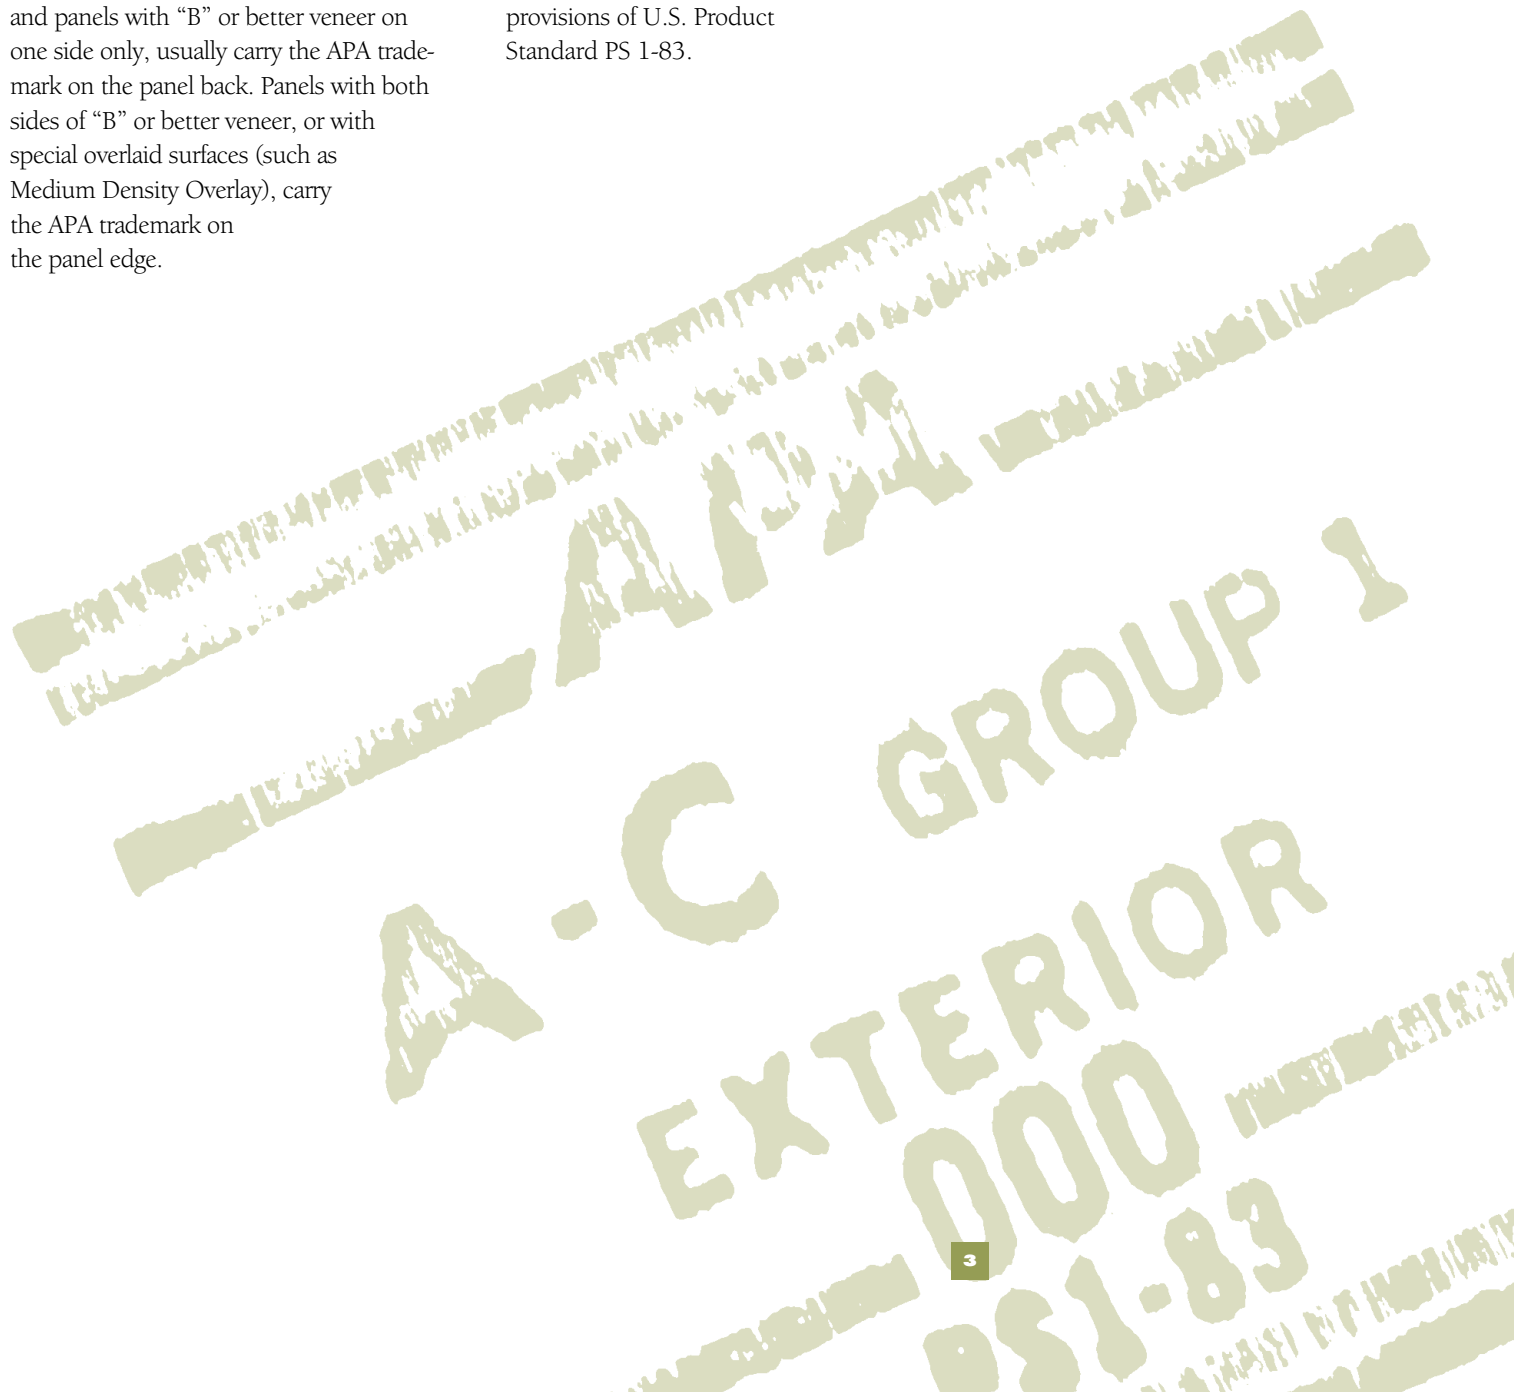 and panels with “B” or better veneer on
one side only, usually carry the APA trade-
mark on the panel back. Panels with both
sides of “B” or better veneer, or with
special overlaid surfaces (such as
Medium Density Overlay), carry
the APA trademark on
the panel edge.
provisions of U.S. Product
Standard PS 1-83.
APA
A-C GROUP 1
EXTERIOR
000
PS1-83
3